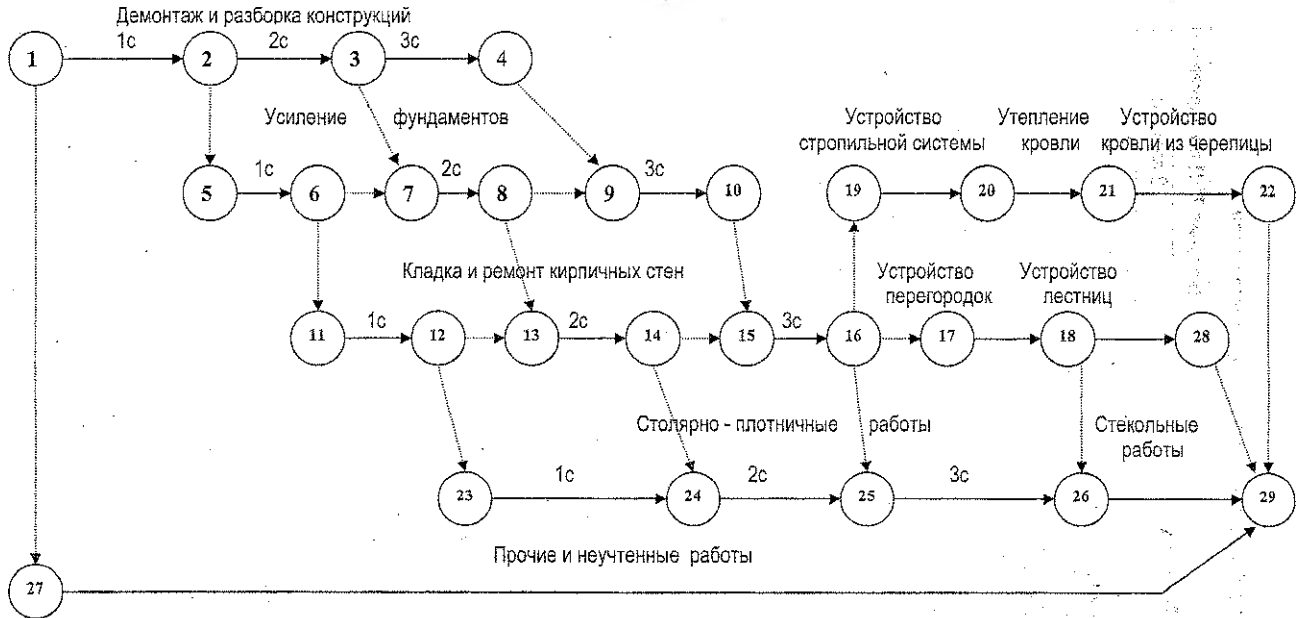 Демонтаж и разборка конструкций
1с 2с 3с
1 2 3 4
Усиление фундаментов
Устройство Утепление Устройство
стропильной системы кровли кровли из черепицы
1с 2с 3с
5 6 7 8 9 10 19 20 21 22
Кладка и ремонт кирпичных стен
Устройство Устройство
перегородок лестниц
1с 2с 3с
11 12 13 14 15 16 17 18 28
Столярно - плотничные работы
Стекольные
работы
1с 2с 3с
23 24 25 26 29
Прочие и неучтенные работы
27